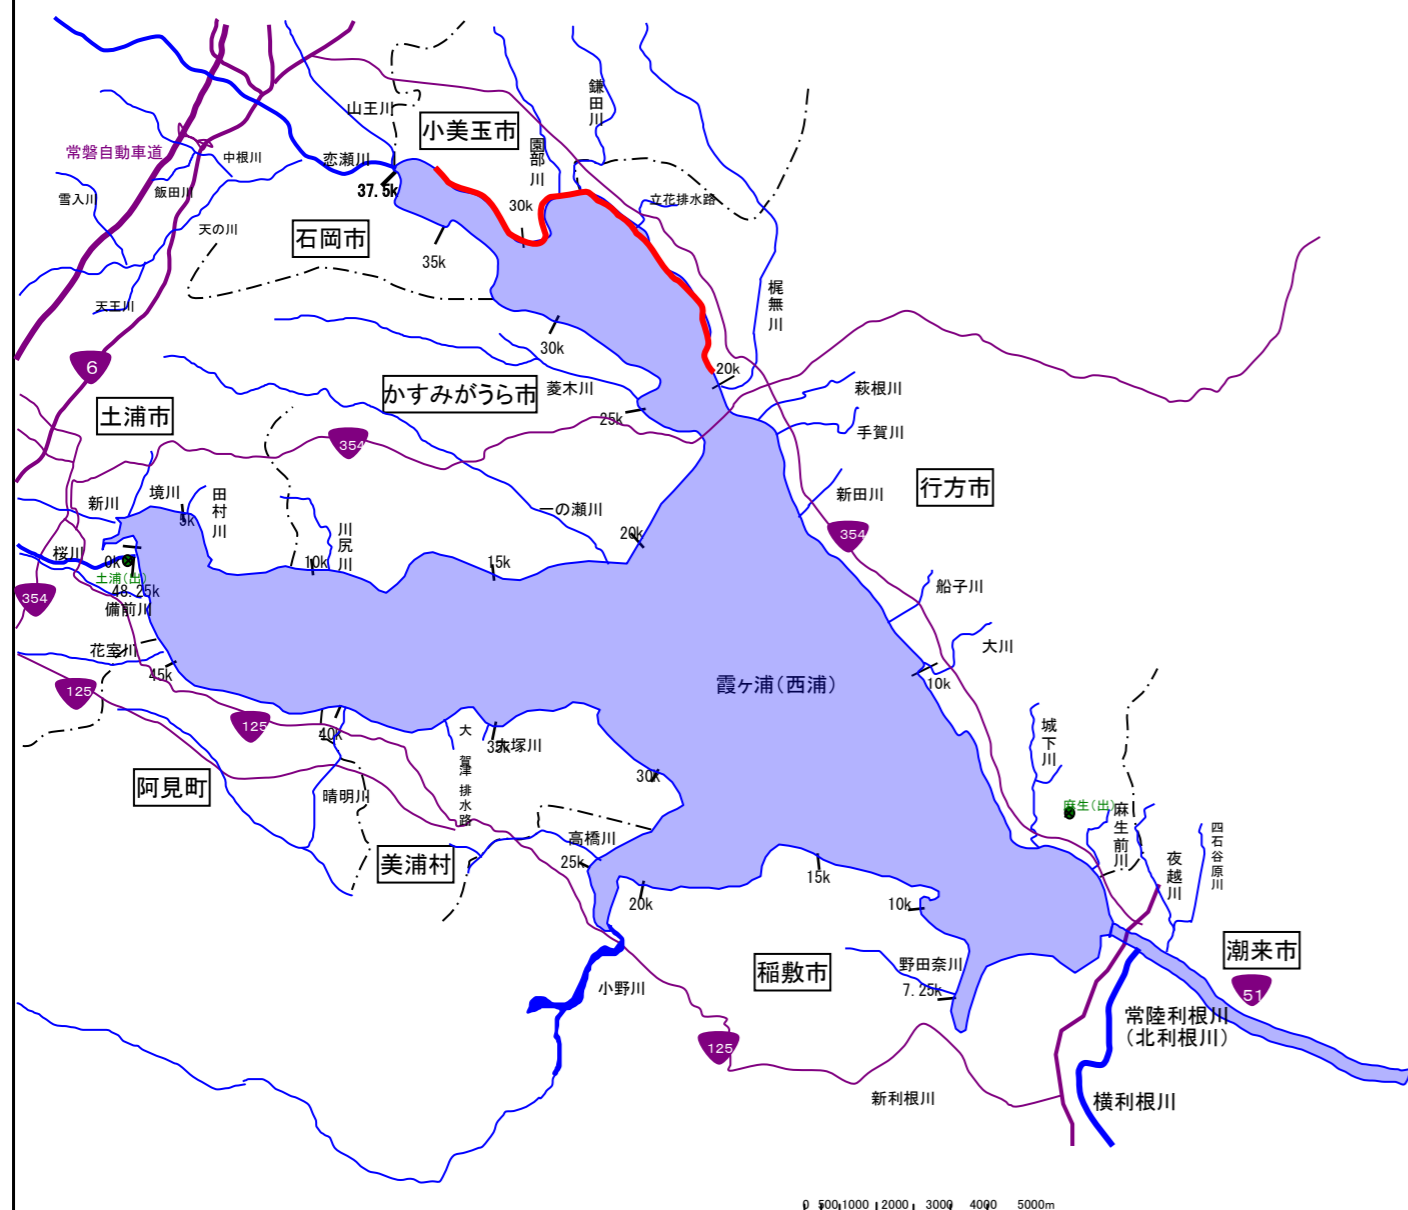 鎌田川
山王川
小美玉市
園部川
常磐自動車道
中根川
恋瀬川
37.5k
飯田川
雪入川
立花排水路
30k
天の川
石岡市
35k
梶無川
天王川
30k
6
20k
かすみがうら市
菱木川
萩根川
土浦市
25k
手賀川
354
行方市
新川
境川
田村川
新田川
5k
一の瀬川
川尻川
20k
354
桜川
0k
10k
15k
土浦(出)
48.25k
354
備前川
船子川
花室川
大川
45k
霞ヶ浦(西浦)
10k
125
125
40k
大賀津排水路
35k
大塚川
城下川
30k
阿見町
晴明川
麻生(出)
麻生前川
四石谷原川
高橋川
美浦村
25k
15k
夜越川
20k
10k
潮来市
稲敷市
野田奈川
小野川
7.25k
51
常陸利根川
(北利根川)
125
新利根川
横利根川
0 500 1000 2000 3000 4000 5000m